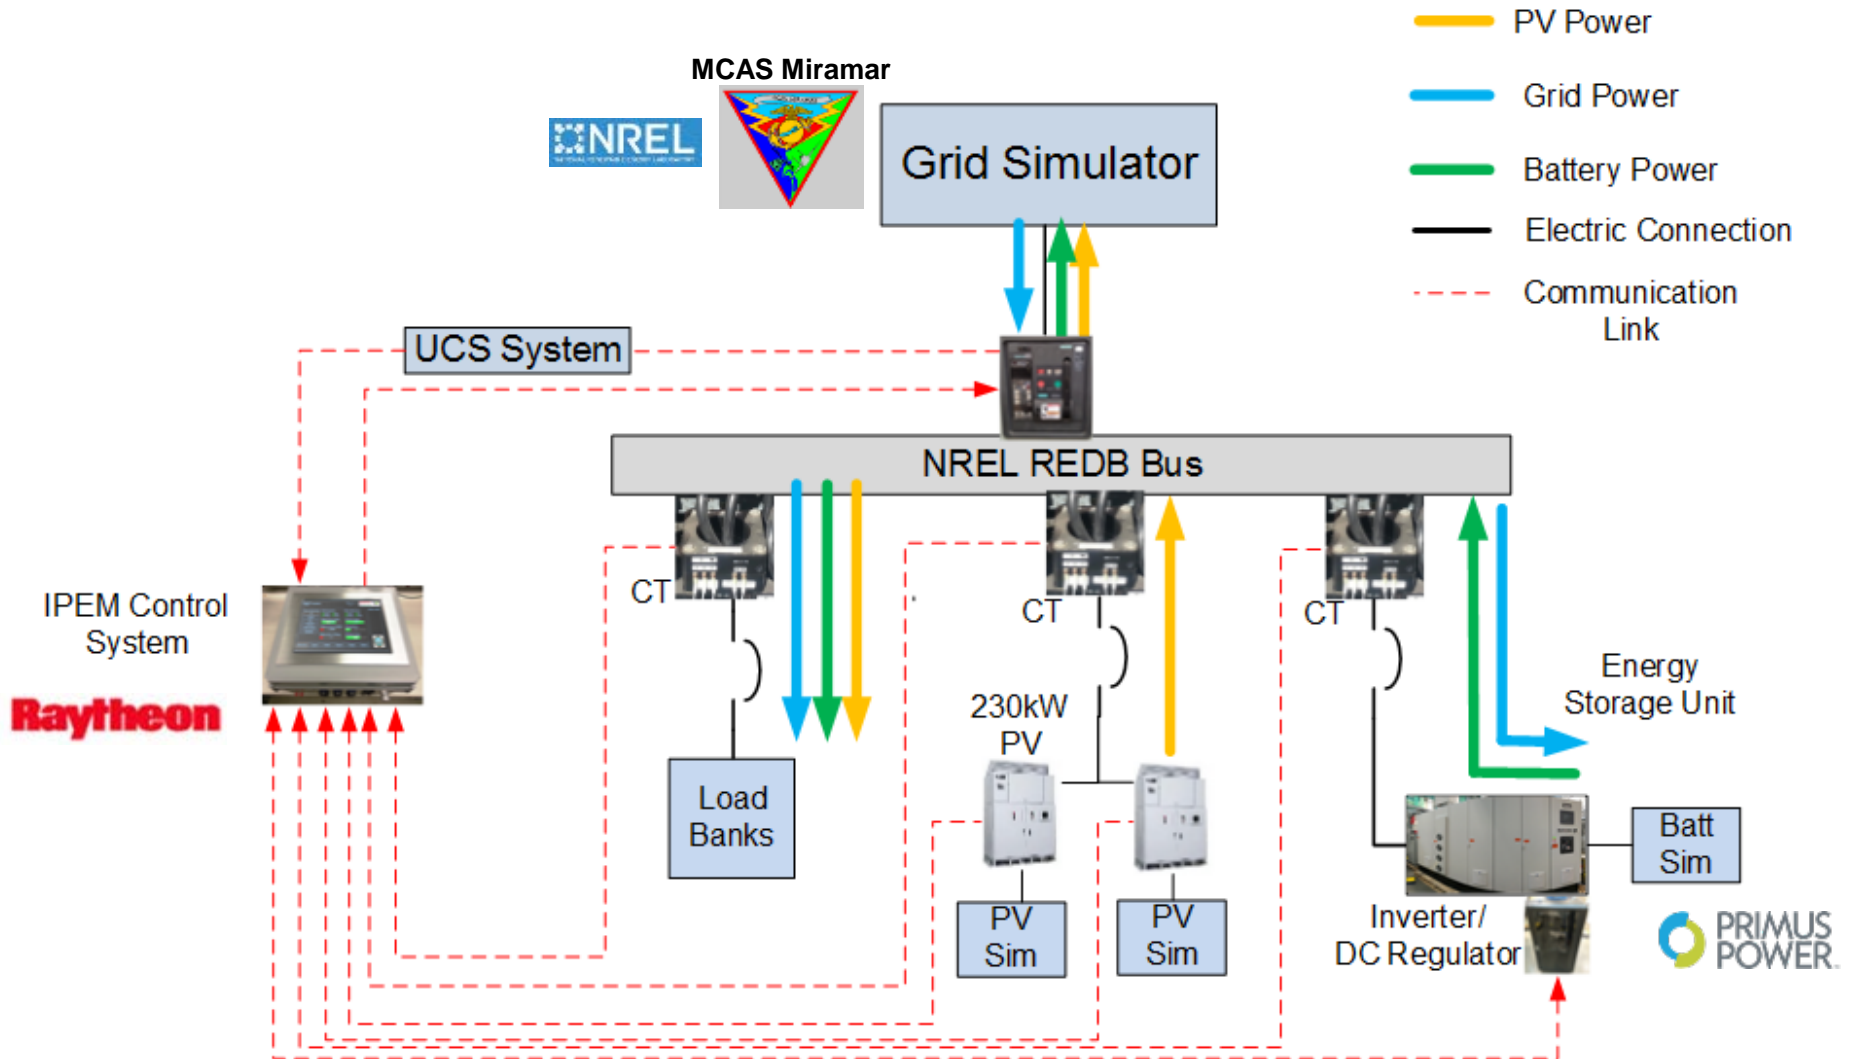 PV Power
MCAS Miramar
Grid Power
NREL
Grid Simulator
Battery Power
Electric Connection
Communication
Link
UCS System
NREL REDB Bus
CT
CT
CT
IPEM Control
System
Raytheon
Energy
Storage Unit
230kW
PV
Load
Banks
Batt
Sim
PV
Sim
PV
Sim
Inverter/
DC Regulator
PRIMUS
POWER